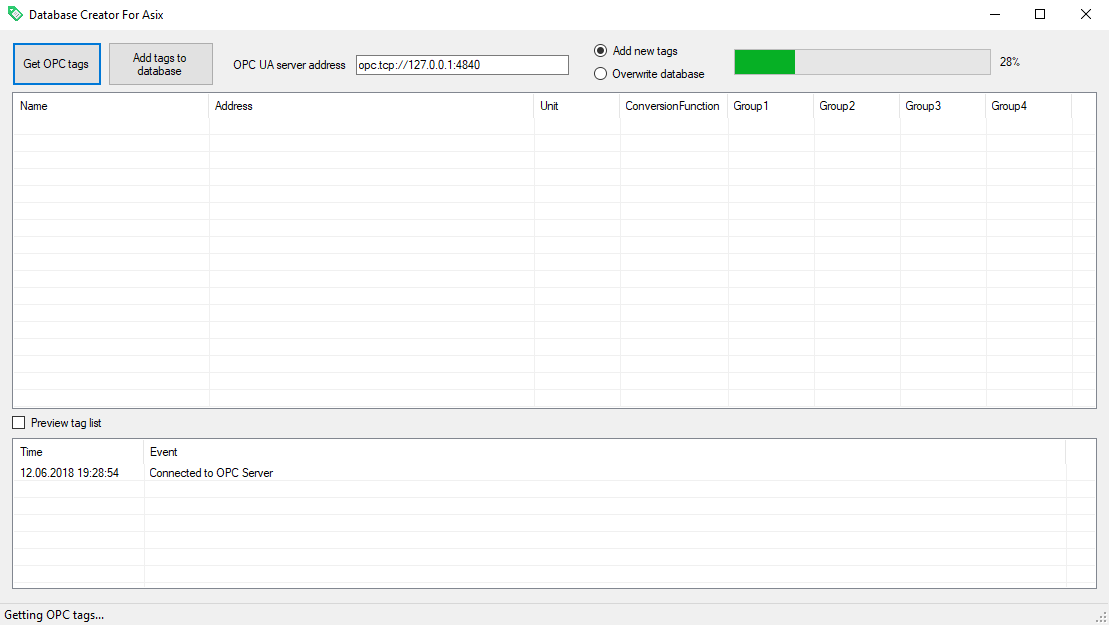 Database Creator For Asix
Get OPC tags
Add tags to
database
OPC UA server address
opc.tcp://127.0.0.1:4840
Add new tags
Overwrite database
28%
Name Address Unit ConversionFunction Group1 Group2 Group3 Group4
Preview tag list
Time Event
12.06.2018 19:28:54 Connected to OPC Server
Getting OPC tags...